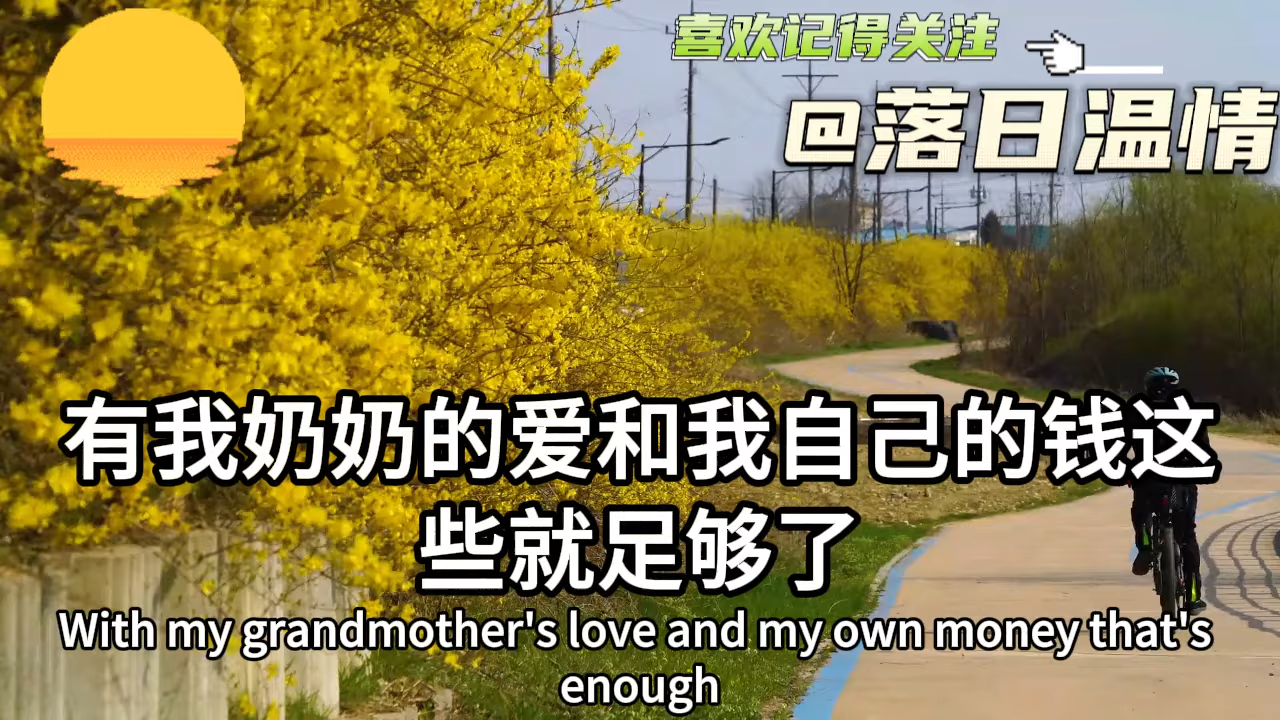 喜欢记得关注
@落日温情
有我奶奶的爱和我自己的钱这
些就足够了
With my grandmother's love and my own money that's
enough